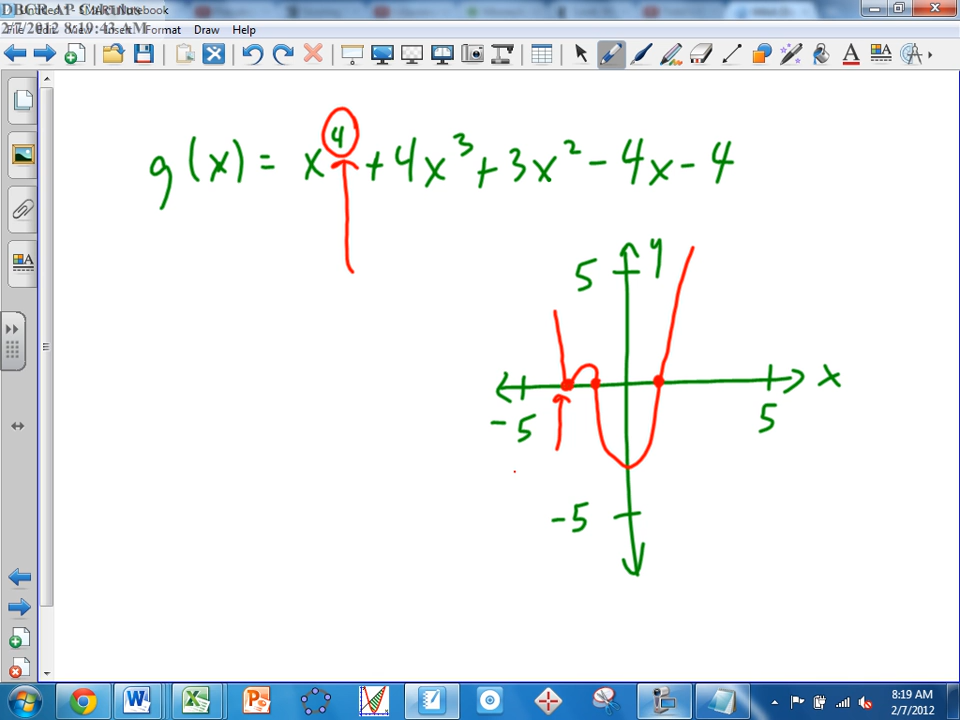 File Edit View Insert Format Draw Help
g(x) = x⁴ + 4x³ + 3x² - 4x - 4
5 y
x
-5 5
-5
8:19 AM
2/7/2012